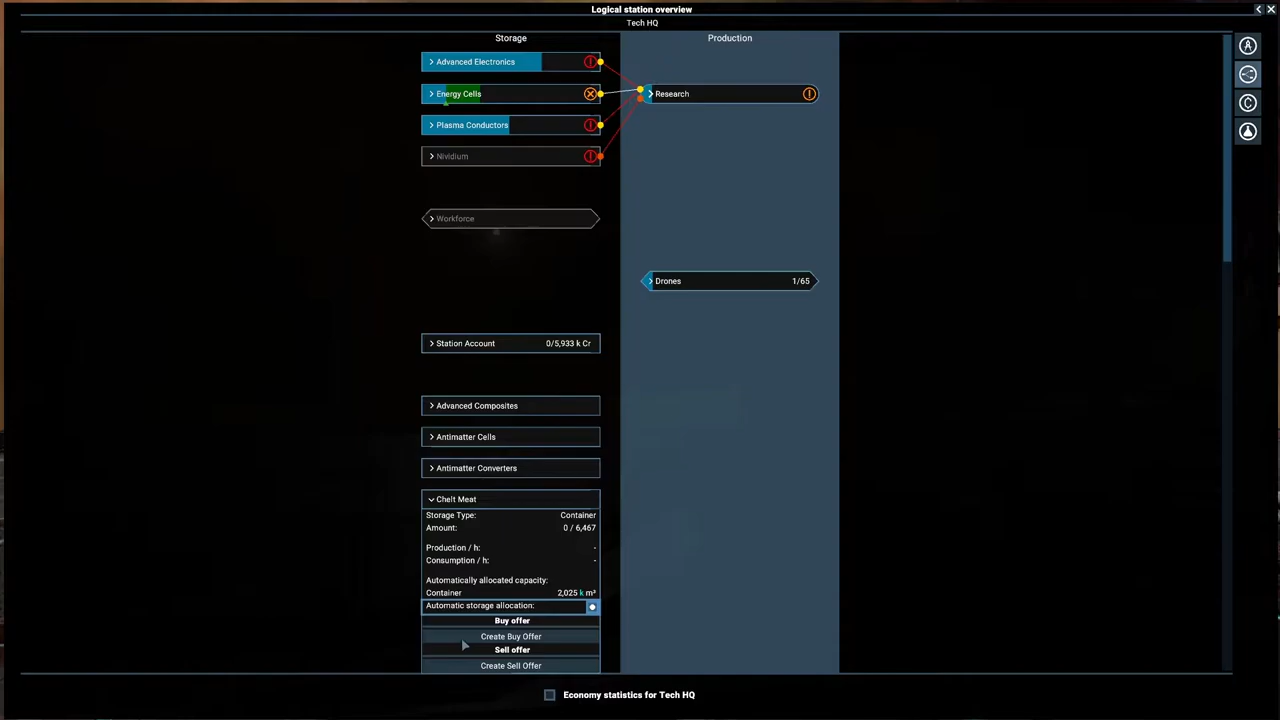 Logical station overview
Tech HQ
Storage
Production
Advanced Electronics
Energy Cells
Research
Plasma Conductors
Nividium
Workforce
Drones 1/65
Station Account 0/5,933 k Cr
Advanced Composites
Antimatter Cells
Antimatter Converters
Chelt Meat
Storage Type: Container
Amount: 0 / 6,467
Production / h: -
Consumption / h: -
Automatically allocated capacity:
Container 2,025 k m³
Automatic storage allocation:
Buy offer
Create Buy Offer
Sell offer
Create Sell Offer
Economy statistics for Tech HQ